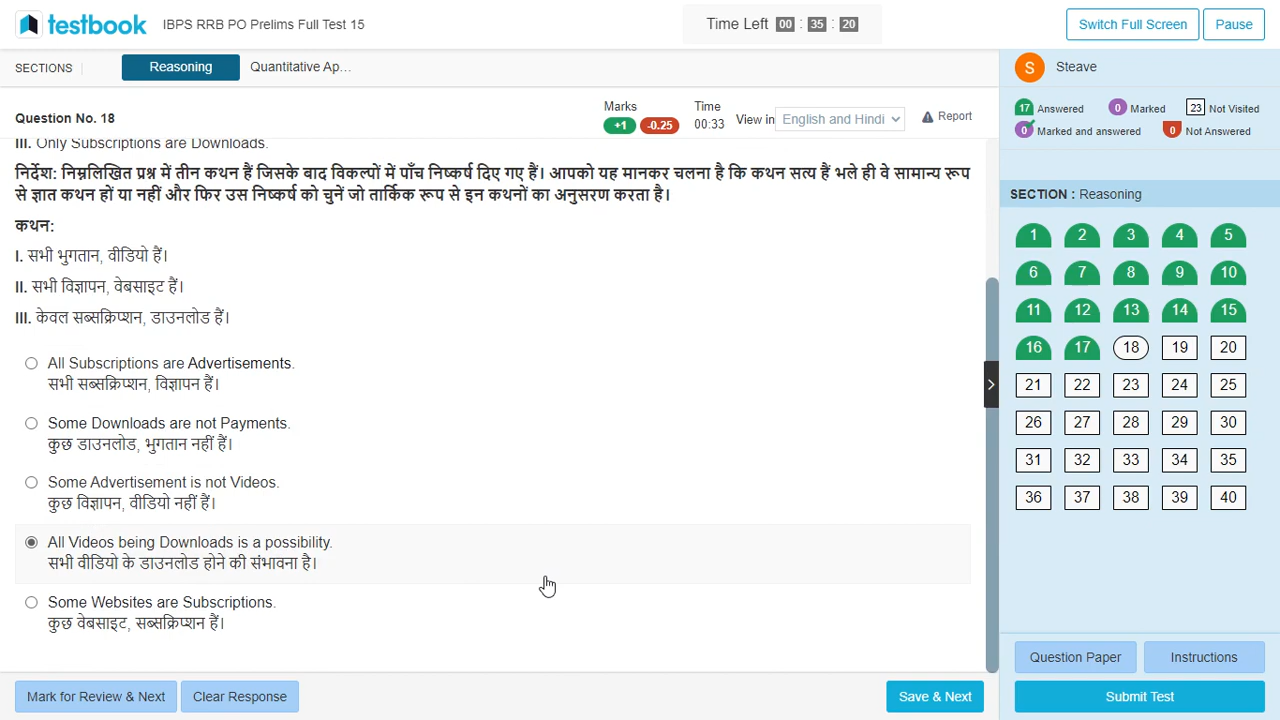 testbook
IBPS RRB PO Prelims Full Test 15
Time Left 00 : 35 : 20
Switch Full Screen
Pause
SECTIONS
Reasoning
Quantitative Ap...
S
Steave
Question No. 18
Marks
+1 -0.25
Time
00:33
View in English and Hindi
Report
17 Answered
0 Marked
23 Not Visited
0 Marked and answered
0 Not Answered
SECTION : Reasoning
III. Only Subscriptions are Downloads.
निर्देश: निम्नलिखित प्रश्न में तीन कथन हैं जिसके बाद विकल्पों में पाँच निष्कर्ष दिए गए हैं। आपको यह मानकर चलना है कि कथन सत्य हैं भले ही वे सामान्य रूप
से ज्ञात कथन हों या नहीं और फिर उस निष्कर्ष को चुनें जो तार्किक रूप से इन कथनों का अनुसरण करता है।
कथन:
I. सभी भुगतान, वीडियो हैं।
II. सभी विज्ञापन, वेबसाइट हैं।
III. केवल सब्सक्रिप्शन, डाउनलोड हैं।
All Subscriptions are Advertisements.
सभी सब्सक्रिप्शन, विज्ञापन हैं।
Some Downloads are not Payments.
कुछ डाउनलोड, भुगतान नहीं हैं।
Some Advertisement is not Videos.
कुछ विज्ञापन, वीडियो नहीं हैं।
All Videos being Downloads is a possibility.
सभी वीडियो के डाउनलोड होने की संभावना है।
Some Websites are Subscriptions.
कुछ वेबसाइट, सब्सक्रिप्शन हैं।
1 2 3 4 5
6 7 8 9 10
11 12 13 14 15
16 17 18 19 20
21 22 23 24 25
26 27 28 29 30
31 32 33 34 35
36 37 38 39 40
Mark for Review & Next
Clear Response
Save & Next
Question Paper
Instructions
Submit Test